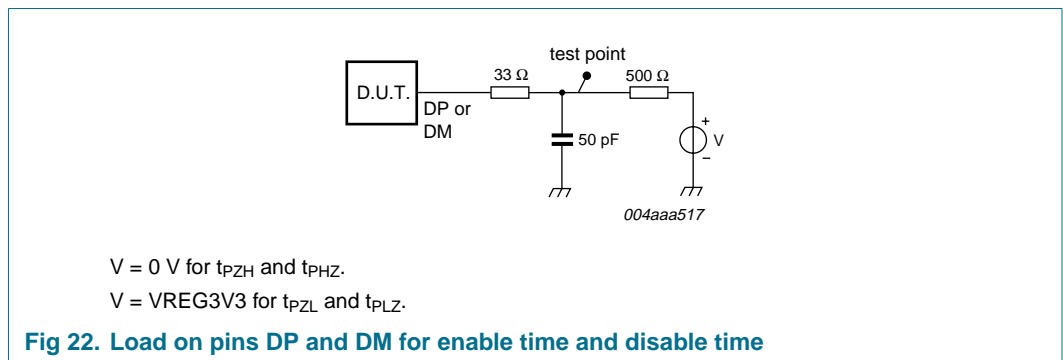 test point
33 Ω
500 Ω
D.U.T.
DP or
DM
50 pF
+
V
−
004aaa517
V = 0 V for tPZH and tPHZ.
V = VREG3V3 for tPZL and tPLZ.
Fig 22. Load on pins DP and DM for enable time and disable time